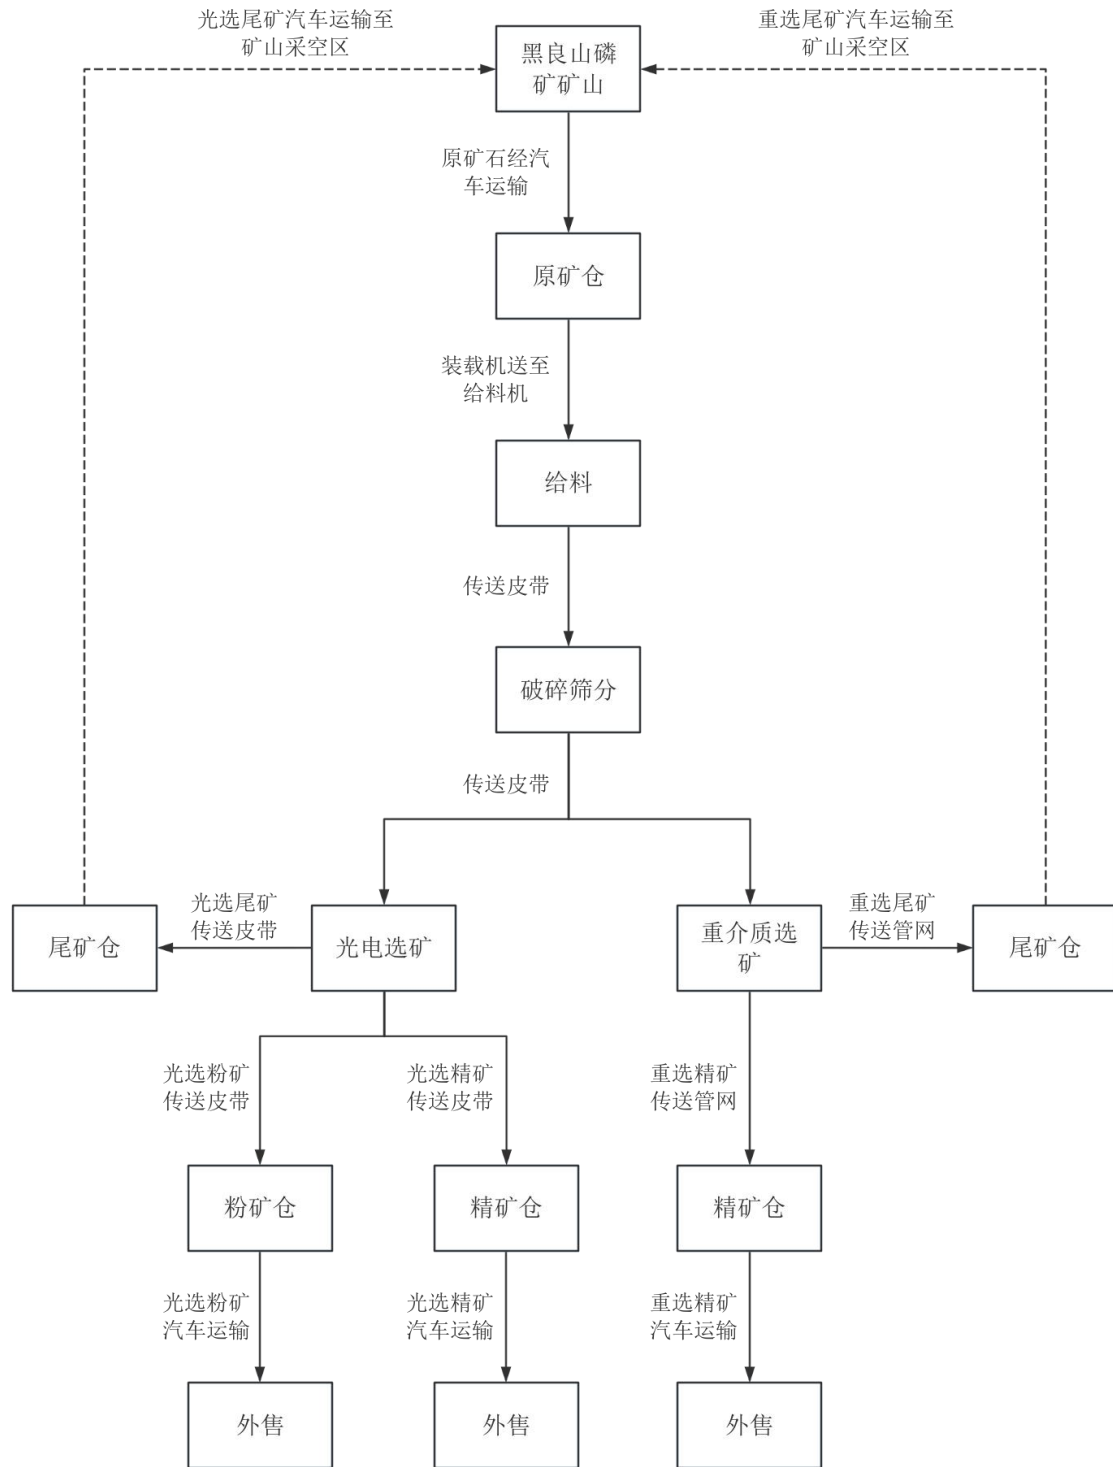 光选尾矿汽车运输至
矿山采空区
重选尾矿汽车运输至
矿山采空区
黑良山磷
矿矿山
原矿石经汽
车运输
原矿仓
装载机送至
给料机
给料
传送皮带
破碎筛分
传送皮带
尾矿仓
光选尾矿
传送皮带
光电选矿
重介质选
矿
重选尾矿
传送管网
尾矿仓
光选粉矿
传送皮带
光选精矿
传送皮带
重选精矿
传送管网
粉矿仓
精矿仓
精矿仓
光选粉矿
汽车运输
光选精矿
汽车运输
重选精矿
汽车运输
外售
外售
外售